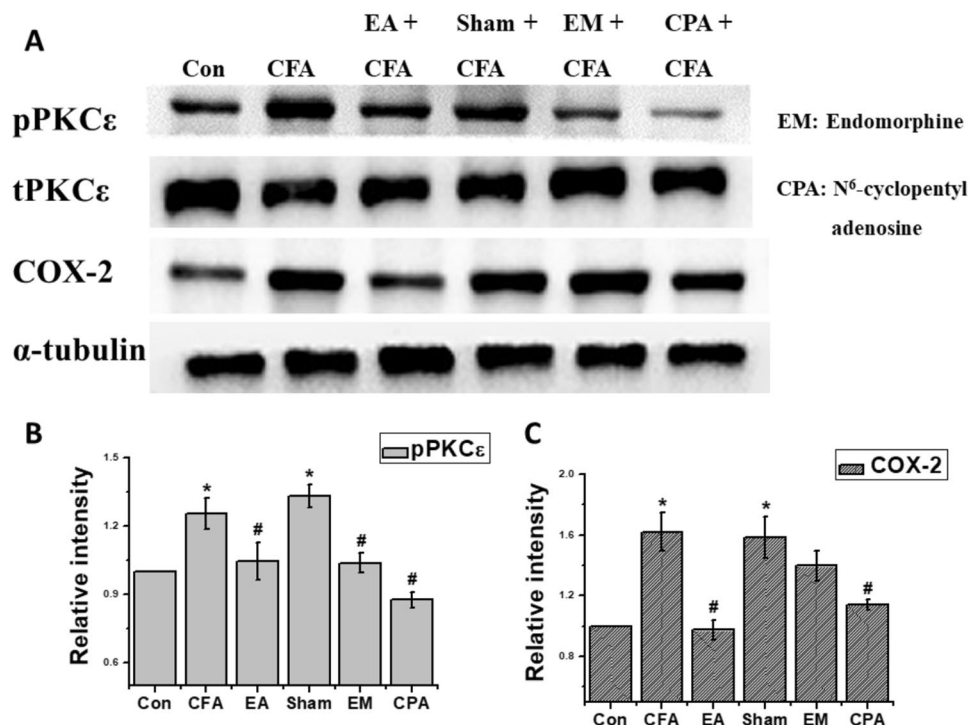 A
EA + Sham + EM + CPA +
Con CFA CFA CFA CFA CFA
pPKCε
EM: Endomorphine
tPKCε
CPA: N⁶-cyclopentyl
adenosine
COX-2
α-tubulin
B
pPKCε
Relative intensity
1.5
1.2
0.9
0.6
*
#
*
#
#
Con CFA EA Sham EM CPA
C
COX-2
Relative intensity
2.0
1.6
1.2
0.8
*
#
*
#
Con CFA EA Sham EM CPA